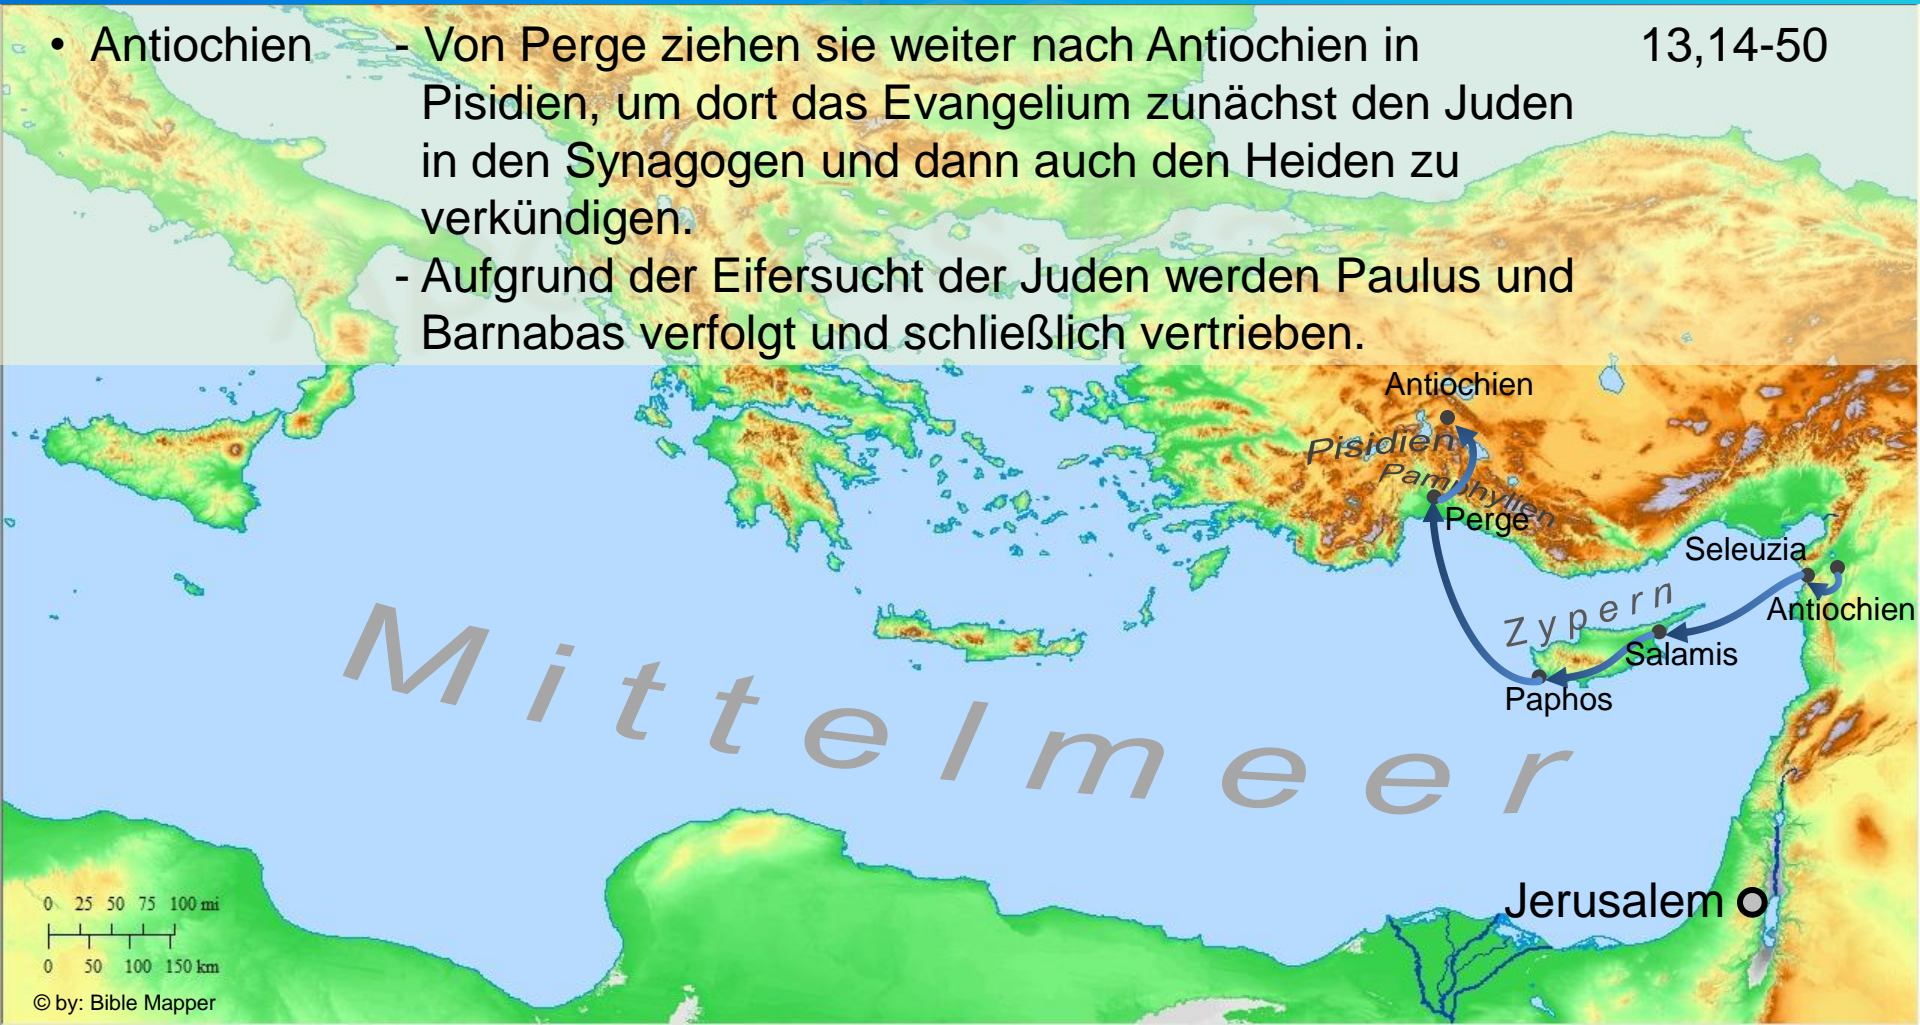 • Antiochien - Von Perge ziehen sie weiter nach Antiochien in 13,14-50
Pisidien, um dort das Evangelium zunächst den Juden
in den Synagogen und dann auch den Heiden zu
verkündigen.
- Aufgrund der Eifersucht der Juden werden Paulus und
Barnabas verfolgt und schließlich vertrieben.
Antiochien
Pisidien
Pamphylien
Perge
Seleuzia
Antiochien
Zypern
Salamis
Paphos
Mittelmeer
Jerusalem
0 25 50 75 100 mi
0 50 100 150 km
© by: Bible Mapper